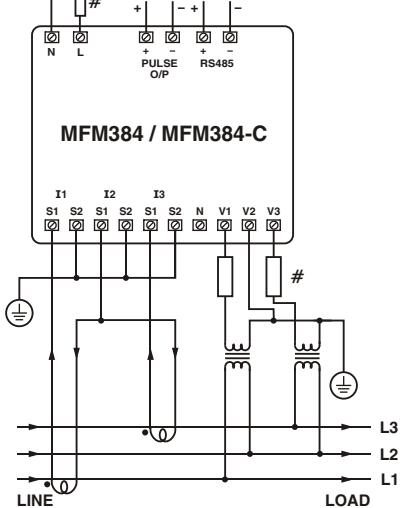 #
+ − + −
N L + − + −
PULSE O/P RS485
MFM384 / MFM384-C
I1 I2 I3
S1 S2 S1 S2 S1 S2 N V1 V2 V3
#
L3
L2
L1
LINE LOAD